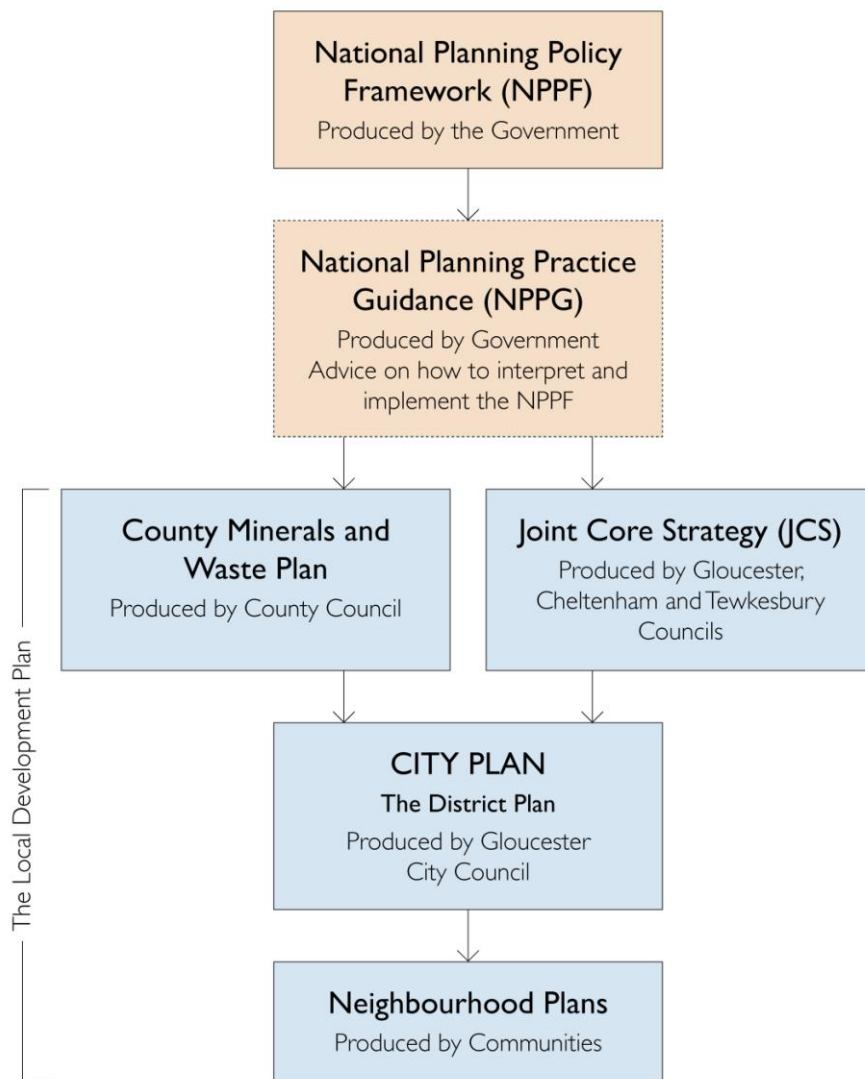 National Planning Policy
Framework (NPPF)
Produced by the Government
National Planning Practice
Guidance (NPPG)
Produced by Government
Advice on how to interpret and
implement the NPPF
The Local Development Plan
County Minerals and
Waste Plan
Produced by County Council
Joint Core Strategy (JCS)
Produced by Gloucester,
Cheltenham and Tewkesbury
Councils
CITY PLAN
The District Plan
Produced by Gloucester
City Council
Neighbourhood Plans
Produced by Communities